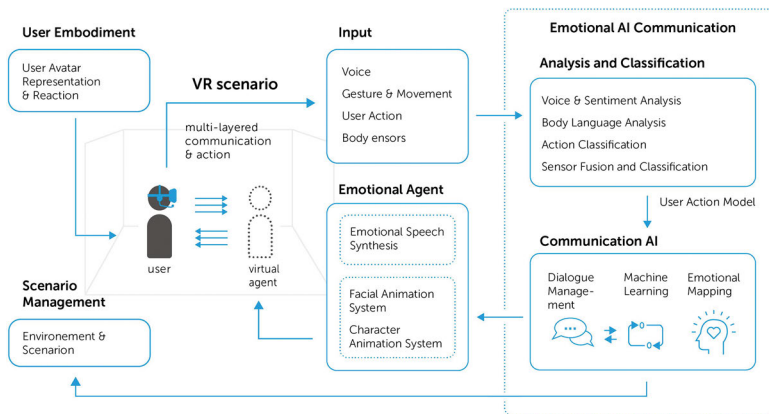 User Embodiment
User Avatar
Representation
& Reaction
VR scenario
multi-layered
communication
& action
user
virtual
agent
Scenario
Management
Environement &
Scenarion
Input
Voice
Gesture & Movement
User Action
Body ensors
Emotional Agent
Emotional Speech
Synthesis
Facial Animation
System
Character
Animation System
Emotional AI Communication
Analysis and Classification
Voice & Sentiment Analysis
Body Language Analysis
Action Classification
Sensor Fusion and Classification
User Action Model
Communication AI
Dialogue
Manage-
ment
Machine
Learning
Emotional
Mapping